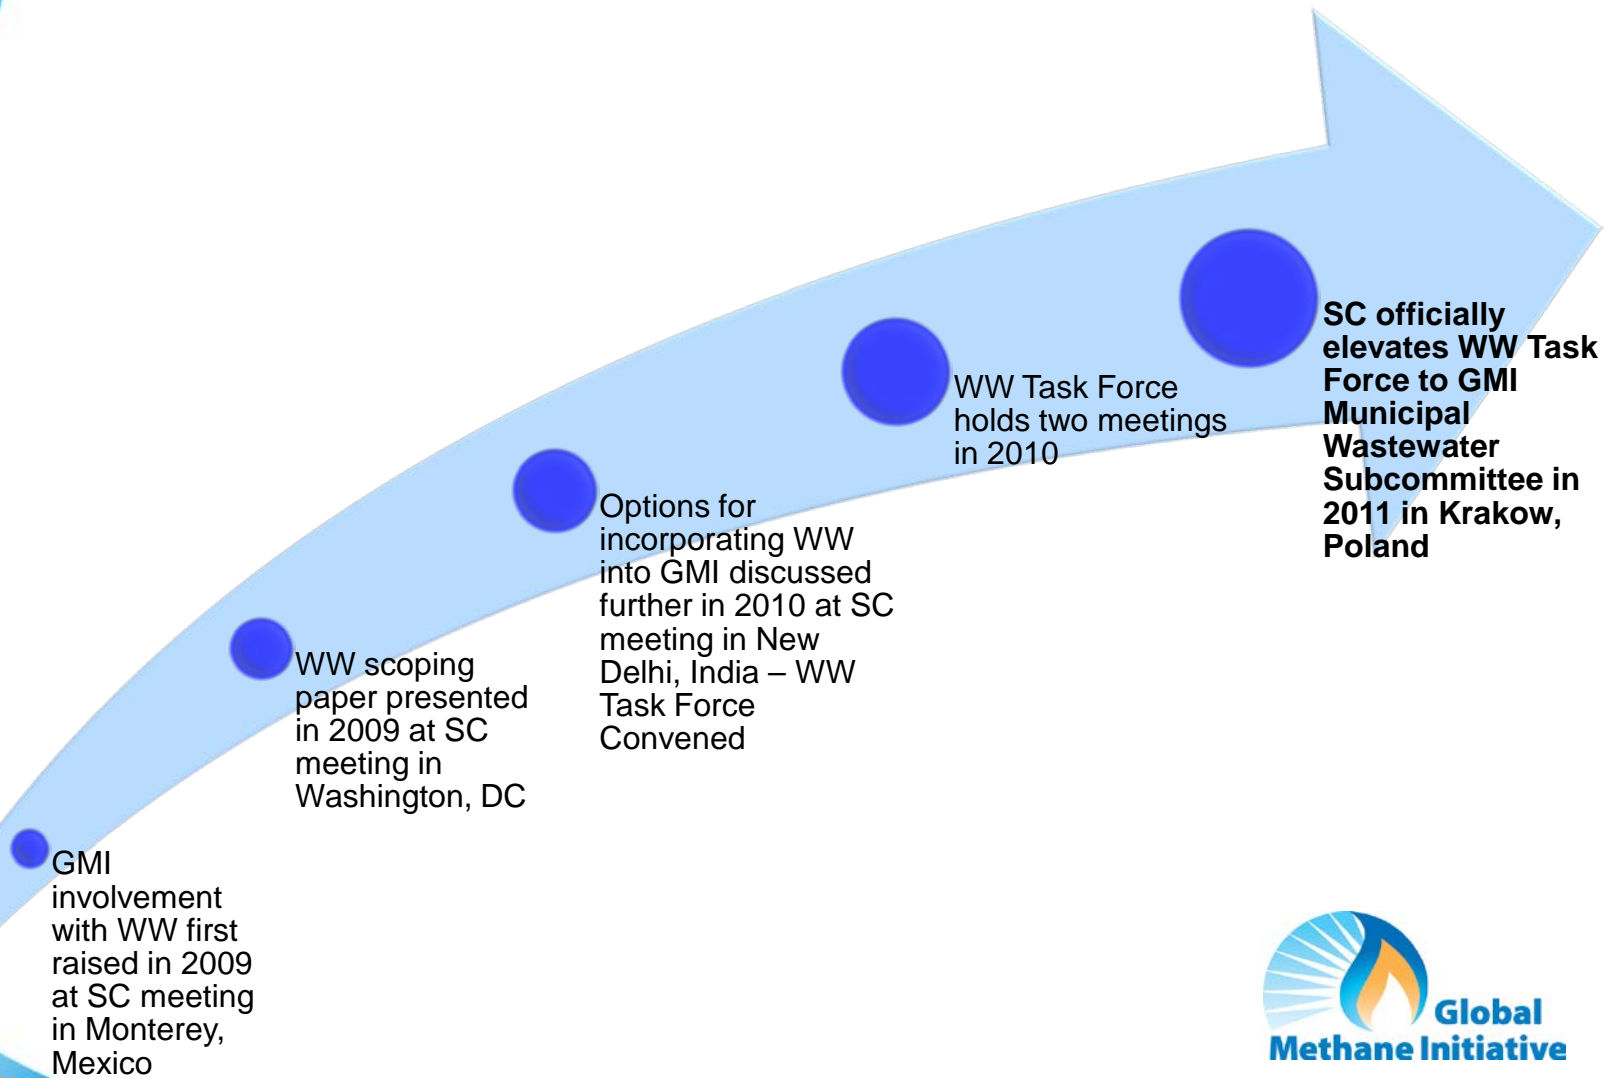 GMI
involvement
with WW first
raised in 2009
at SC meeting
in Monterey,
Mexico
WW scoping
paper presented
in 2009 at SC
meeting in
Washington, DC
Options for
incorporating WW
into GMI discussed
further in 2010 at SC
meeting in New
Delhi, India – WW
Task Force
Convened
WW Task Force
holds two meetings
in 2010
SC officially
elevates WW Task
Force to GMI
Municipal
Wastewater
Subcommittee in
2011 in Krakow,
Poland
Global
Methane Initiative